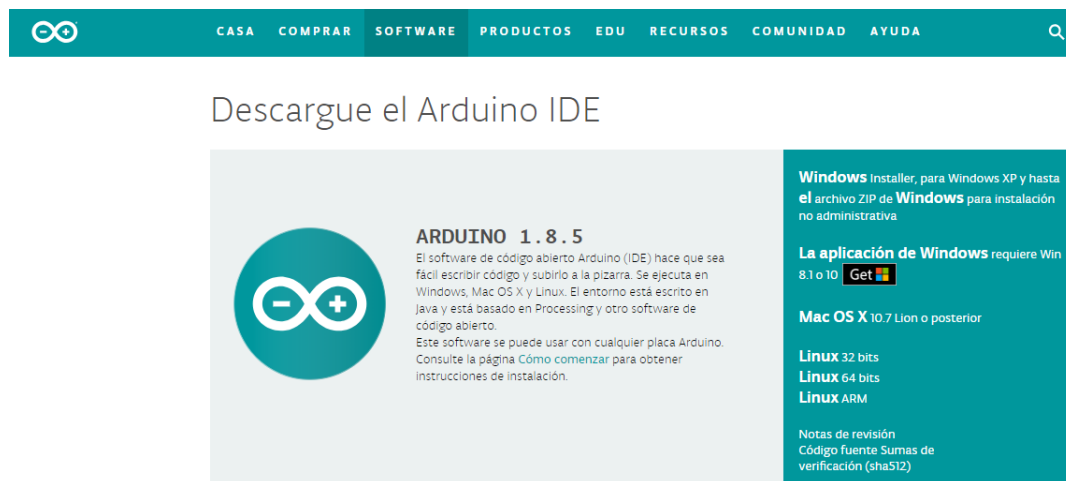 CASA COMPRAR SOFTWARE PRODUCTOS EDU RECURSOS COMUNIDAD AYUDA
Descargue el Arduino IDE
ARDUINO 1.8.5
El software de código abierto Arduino (IDE) hace que sea
fácil escribir código y subirlo a la pizarra. Se ejecuta en
Windows, Mac OS X y Linux. El entorno está escrito en
Java y está basado en Processing y otro software de
código abierto.
Este software se puede usar con cualquier placa Arduino.
Consulte la página Cómo comenzar para obtener
instrucciones de instalación.
Windows Installer, para Windows XP y hasta
el archivo ZIP de Windows para instalación
no administrativa
La aplicación de Windows requiere Win
8.1 o 10 Get
Mac OS X 10.7 Lion o posterior
Linux 32 bits
Linux 64 bits
Linux ARM
Notas de revisión
Código fuente Sumas de
verificación (sha512)